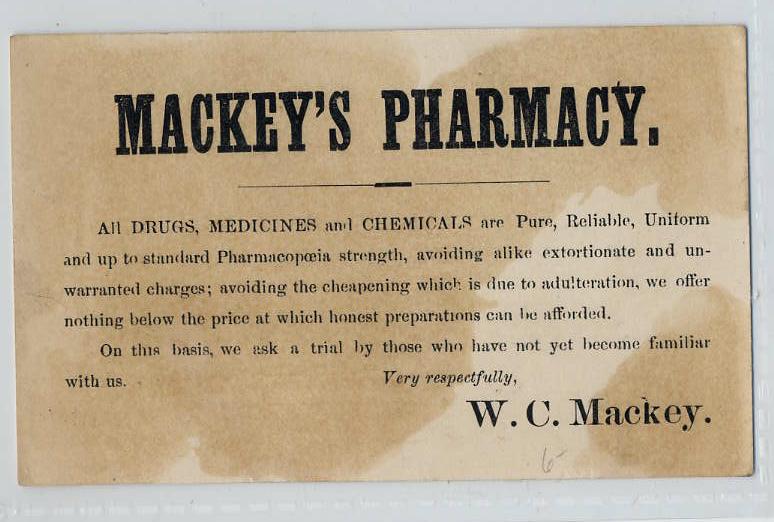 MACKEY'S PHARMACY.
All DRUGS, MEDICINES and CHEMICALS are Pure, Reliable, Uniform
and up to standard Pharmacopœia strength, avoiding alike extortionate and un-
warranted charges; avoiding the cheapening which is due to adulteration, we offer
nothing below the price at which honest preparations can be afforded.
On this basis, we ask a trial by those who have not yet become familiar
with us.
Very respectfully,
W. C. Mackey.